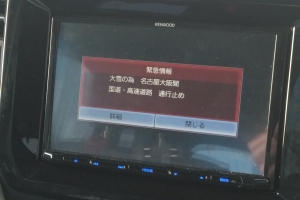 KENWOOD
緊急情報
大雪の為 名古屋大阪間
国道・高速道路 通行止め
詳細
閉じる